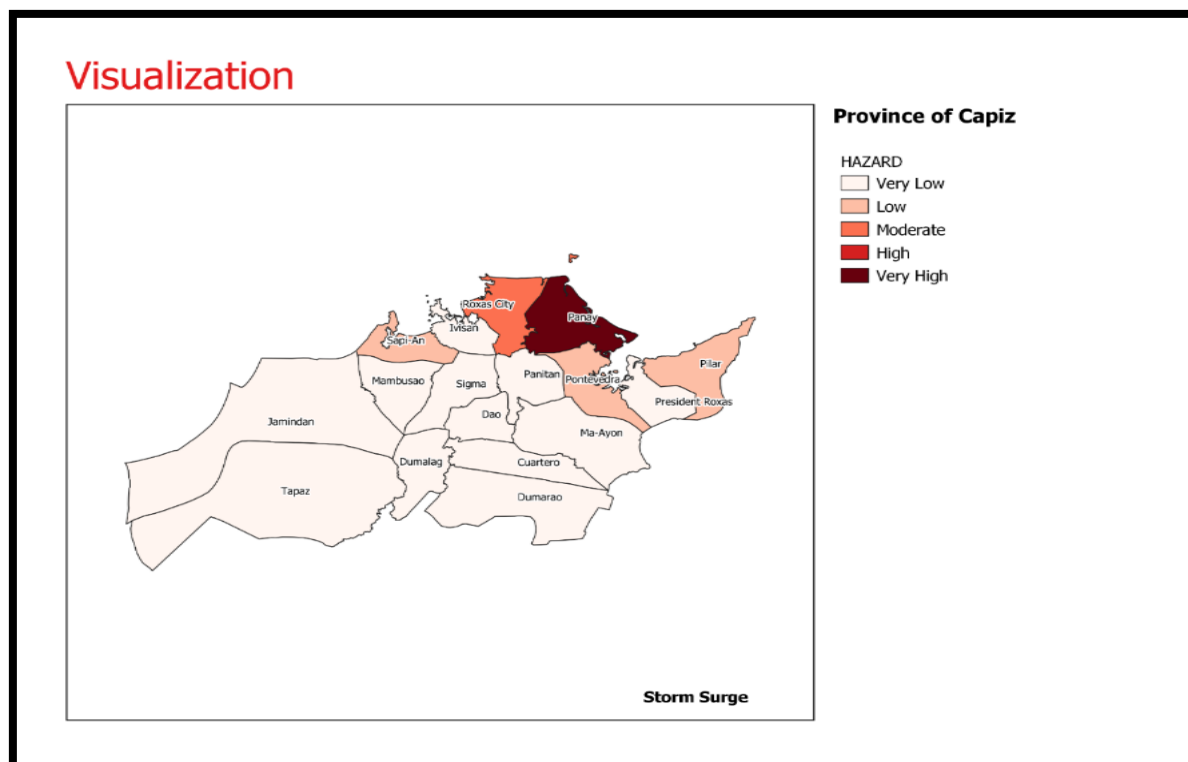 Visualization
Province of Capiz
HAZARD
Very Low
Low
Moderate
High
Very High
Roxas City
Panay
Ivisan
Sapi-An
Pilar
Panitan
Pontevedra
Mambusao
Sigma
President Roxas
Dao
Jamindan
Ma-Ayon
Dumalag
Cuartero
Tapaz
Dumarao
Storm Surge